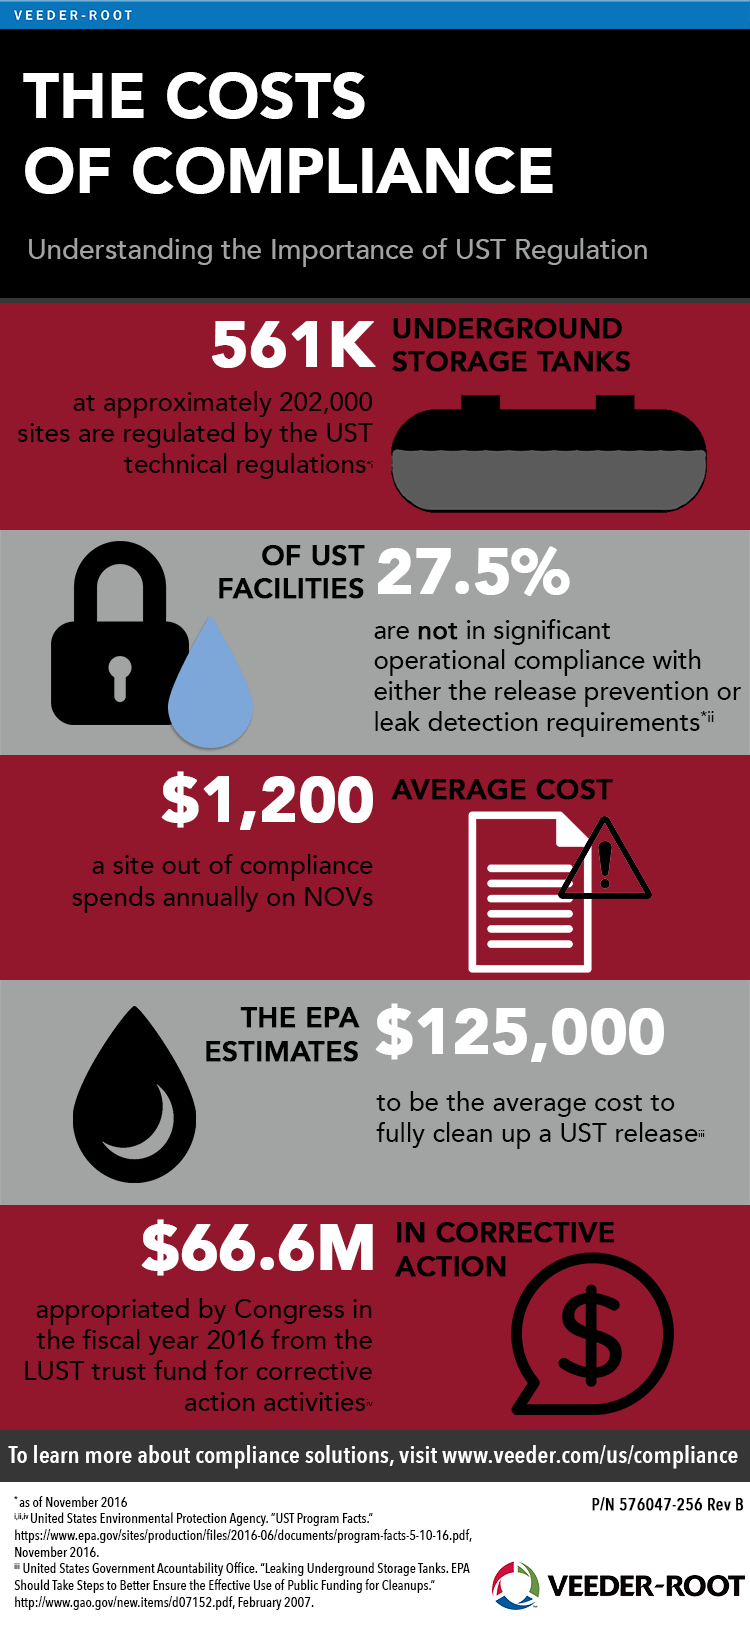 VEEDER-ROOT
THE COSTS
OF COMPLIANCE
Understanding the Importance of UST Regulation
561K
UNDERGROUND
STORAGE TANKS
at approximately 202,000
sites are regulated by the UST
technical regulations*i
OF UST
FACILITIES
27.5%
are not in significant
operational compliance with
either the release prevention or
leak detection requirements*ii
$1,200
AVERAGE COST
a site out of compliance
spends annually on NOVs
THE EPA
ESTIMATES
$125,000
to be the average cost to
fully clean up a UST releaseiii
$66.6M
IN CORRECTIVE
ACTION
appropriated by Congress in
the fiscal year 2016 from the
LUST trust fund for corrective
action activitiesiv
$
To learn more about compliance solutions, visit www.veeder.com/us/compliance
* as of November 2016
i,ii,iv United States Environmental Protection Agency. “UST Program Facts.”
https://www.epa.gov/sites/production/files/2016-06/documents/program-facts-5-10-16.pdf,
November 2016.
iii United States Government Acountability Office. “Leaking Underground Storage Tanks. EPA
Should Take Steps to Better Ensure the Effective Use of Public Funding for Cleanups.”
http://www.gao.gov/new.items/d07152.pdf, February 2007.
P/N 576047-256 Rev B
VEEDER-ROOT